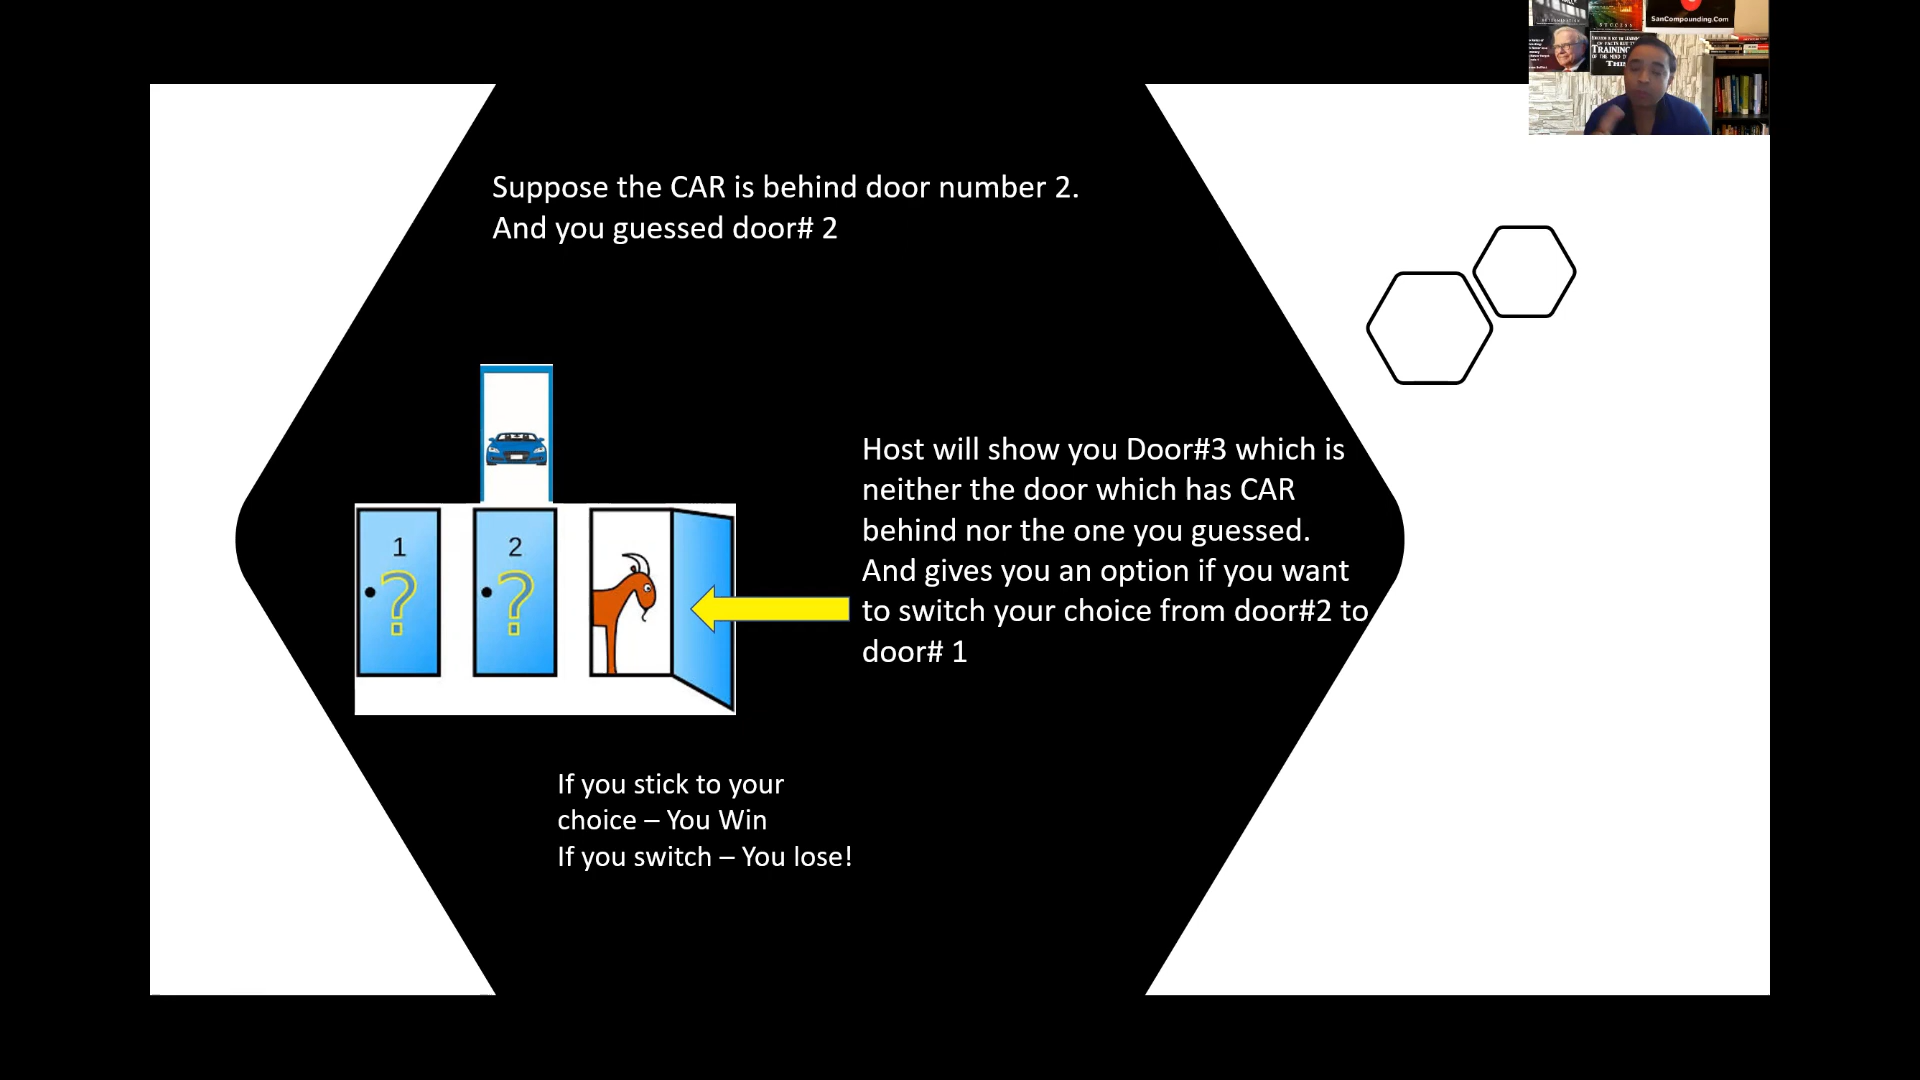 SanCompounding.Com
SUCCESS
TRAINING
Suppose the CAR is behind door number 2.
And you guessed door# 2
Host will show you Door#3 which is
neither the door which has CAR
behind nor the one you guessed.
And gives you an option if you want
to switch your choice from door#2 to
door# 1
1
2
?
?
If you stick to your
choice – You Win
If you switch – You lose!